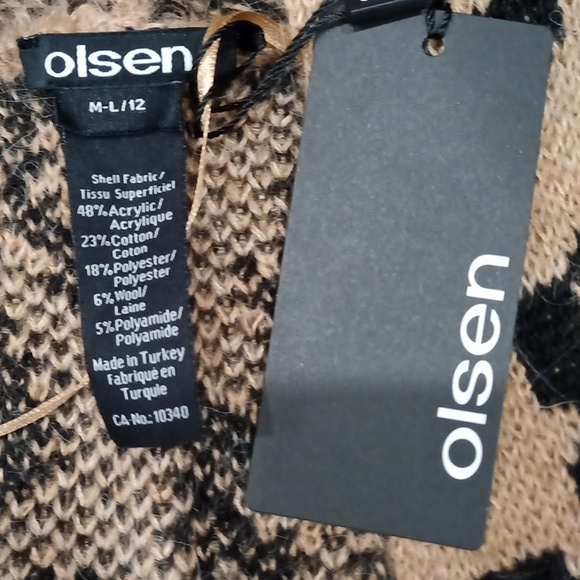 olsen
M-L/12
Shell Fabric/
Tissu Superficiel
48%Acrylic/
Acrylique
23%Cotton/
Coton
18%Polyester/
Polyester
6%Wool/
Laine
5%Polyamide/
Polyamide
Made in Turkey
Fabriqué en
Turquie
CA-No.: 10340
olsen